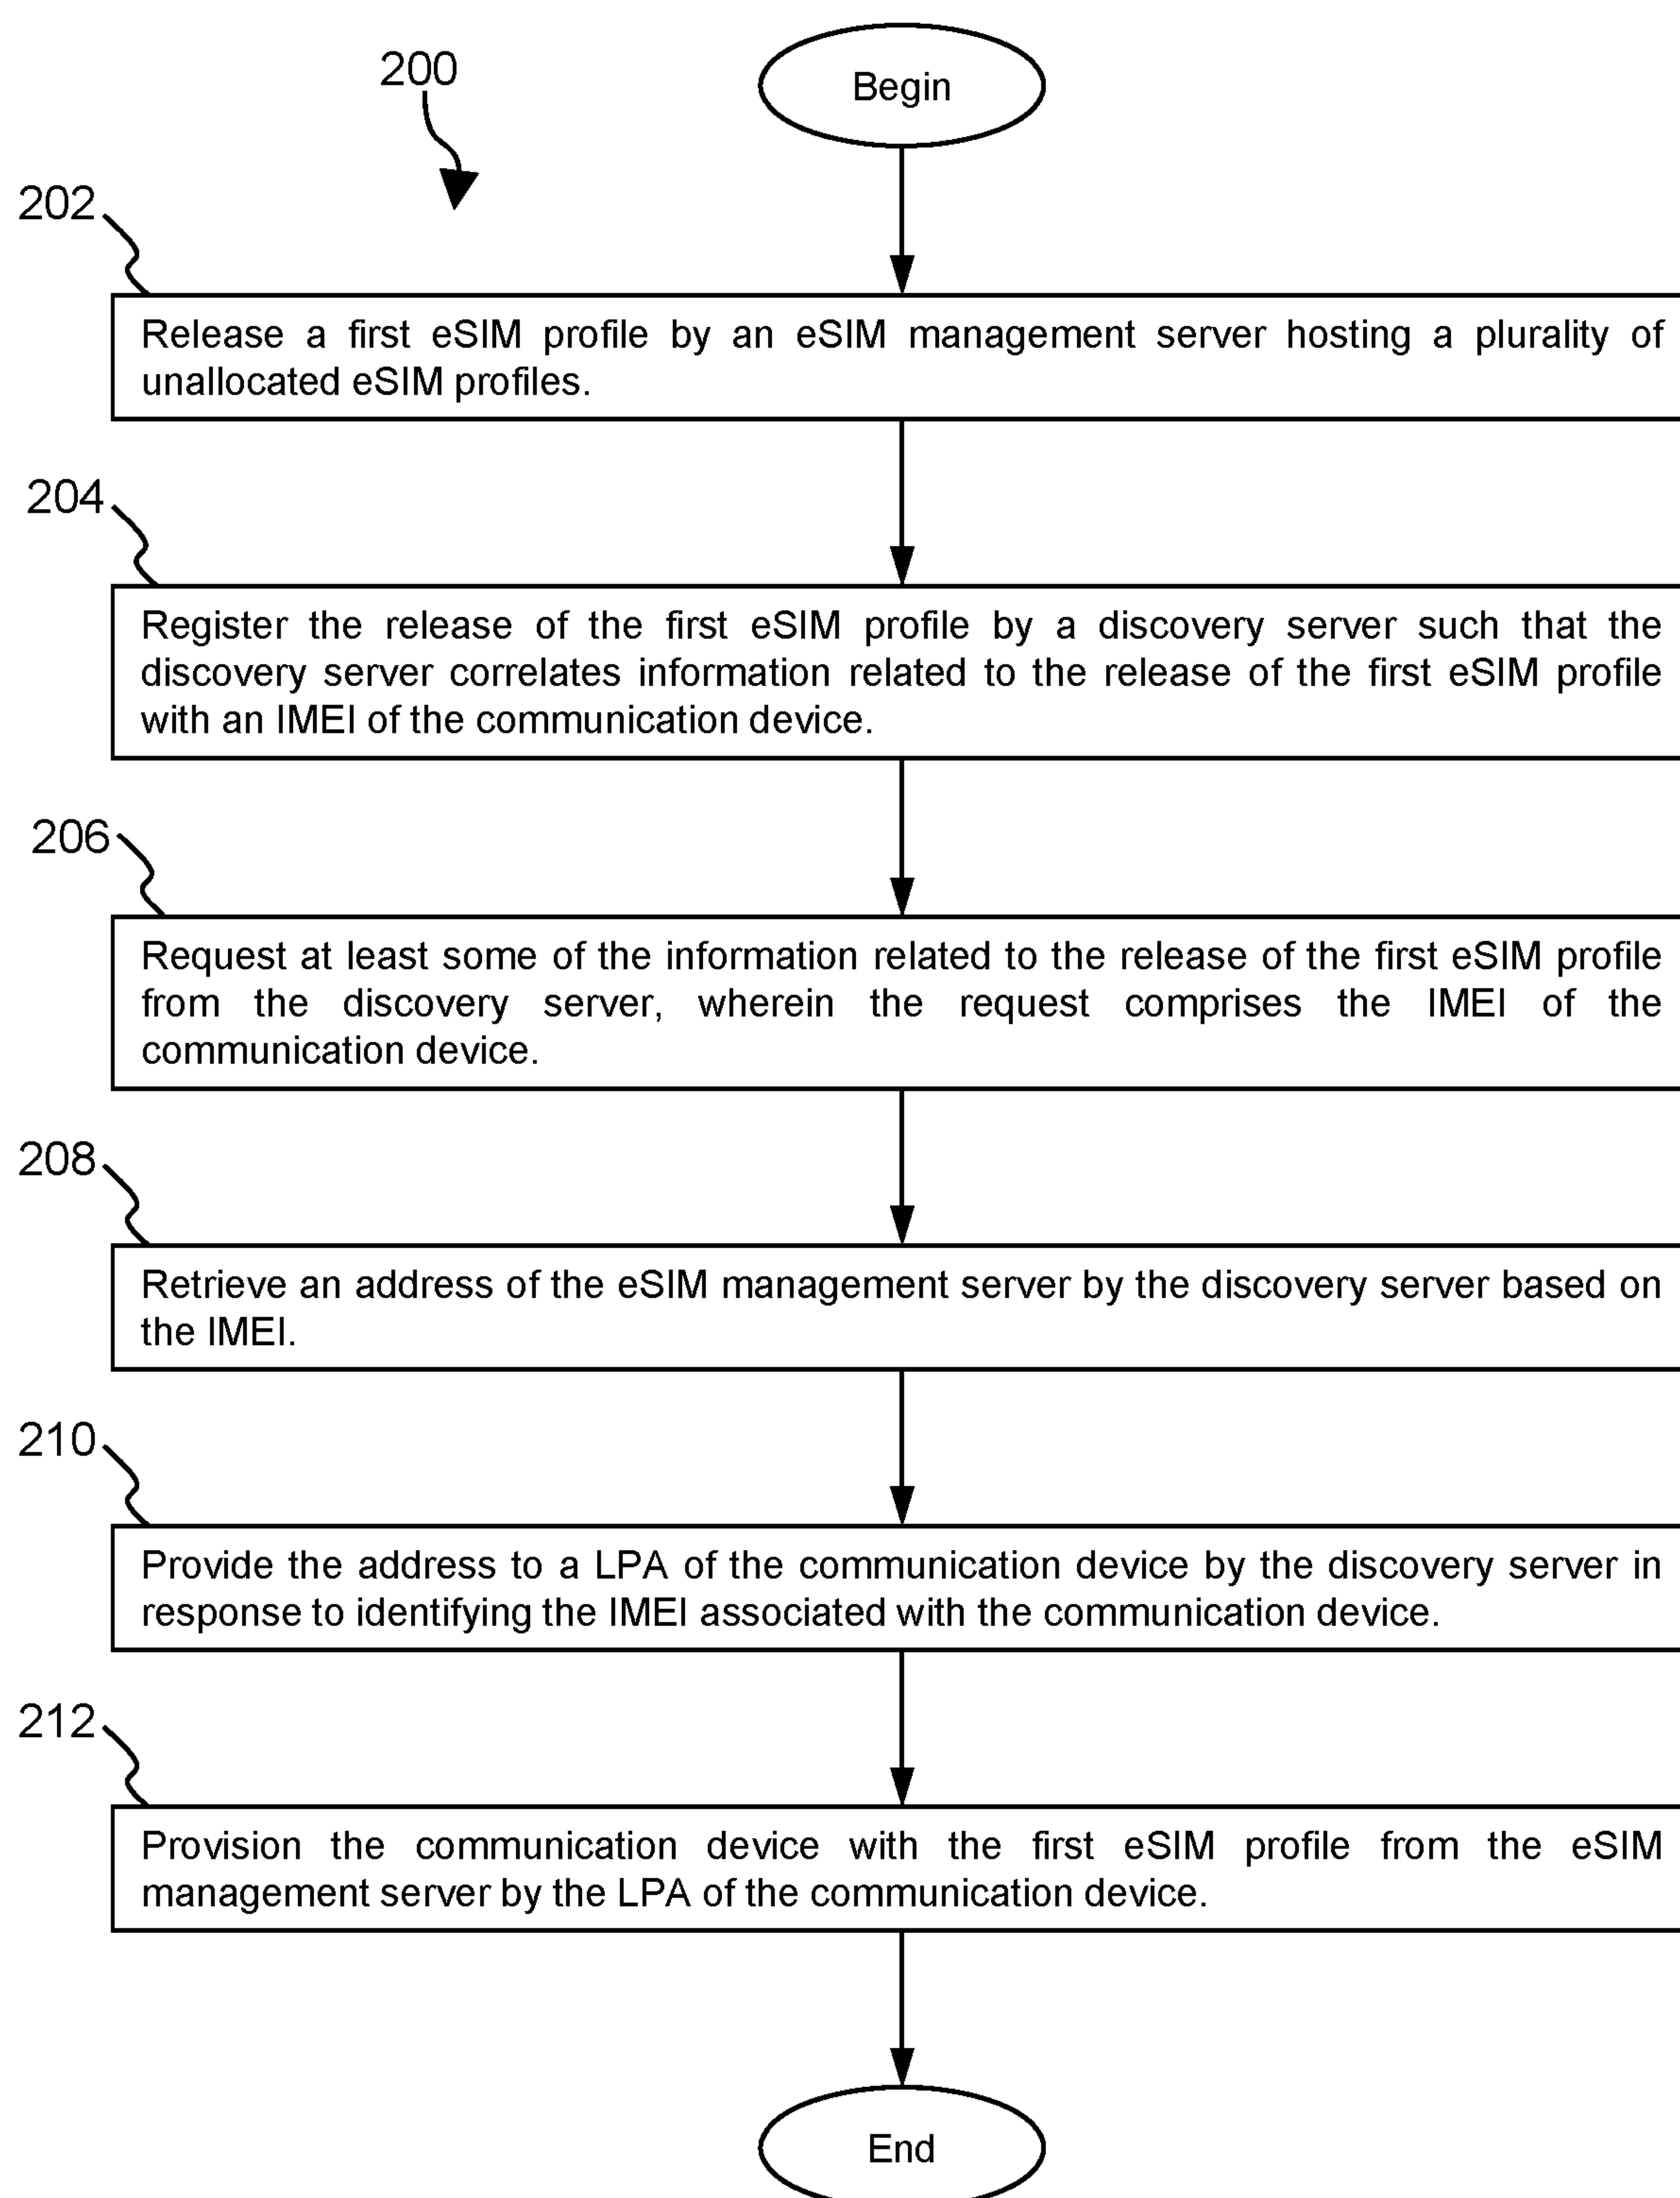 200
Begin
202
Release a first eSIM profile by an eSIM management server hosting a plurality of
unallocated eSIM profiles.
204
Register the release of the first eSIM profile by a discovery server such that the
discovery server correlates information related to the release of the first eSIM profile
with an IMEI of the communication device.
206
Request at least some of the information related to the release of the first eSIM profile
from the discovery server, wherein the request comprises the IMEI of the
communication device.
208
Retrieve an address of the eSIM management server by the discovery server based on
the IMEI.
210
Provide the address to a LPA of the communication device by the discovery server in
response to identifying the IMEI associated with the communication device.
212
Provision the communication device with the first eSIM profile from the eSIM
management server by the LPA of the communication device.
End